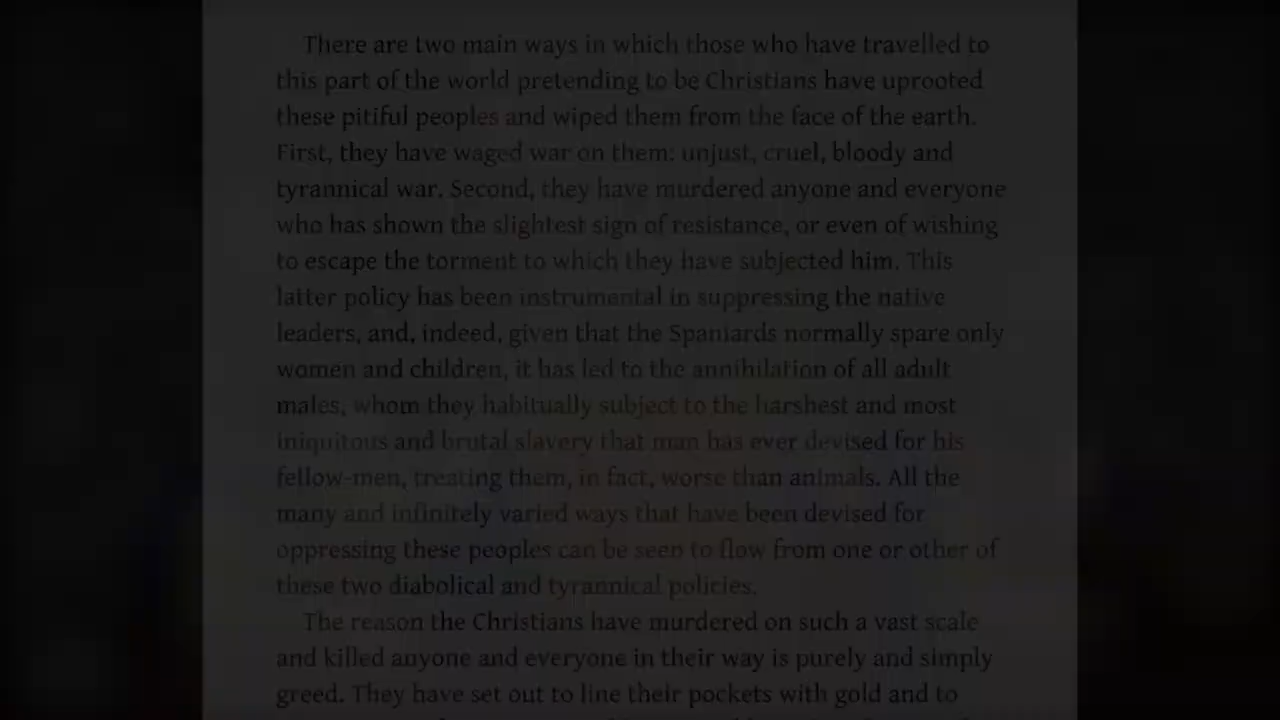 There are two main ways in which those who have travelled to
this part of the world pretending to be Christians have uprooted
these pitiful peoples and wiped them from the face of the earth.
First, they have waged war on them: unjust, cruel, bloody and
tyrannical war. Second, they have murdered anyone and everyone
who has shown the slightest sign of resistance, or even of wishing
to escape the torment to which they have subjected him. This
latter policy has been instrumental in suppressing the native
leaders, and, indeed, given that the Spaniards normally spare only
women and children, it has led to the annihilation of all adult
males, whom they habitually subject to the harshest and most
iniquitous and brutal slavery that man has ever devised for his
fellow-men, treating them, in fact, worse than animals. All the
many and infinitely varied ways that have been devised for
oppressing these peoples can be seen to flow from one or other of
these two diabolical and tyrannical policies.
The reason the Christians have murdered on such a vast scale
and killed anyone and everyone in their way is purely and simply
greed. They have set out to line their pockets with gold and to